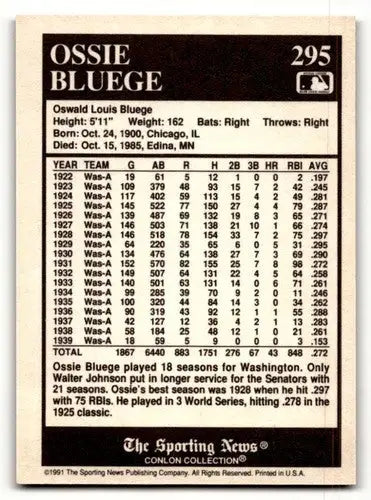 OSSIE
BLUEGE
295
Oswald Louis Bluege
Height: 5'11" Weight: 162 Bats: Right Throws: Right
Born: Oct. 24, 1900, Chicago, IL
Died: Oct. 15, 1985, Edina, MN
YEAR TEAM G AB R H 2B 3B HR RBI AVG
1922 Was-A 19 61 5 12 1 0 0 2 .197
1923 Was-A 109 379 48 93 15 7 2 42 .245
1924 Was-A 117 402 59 113 15 4 2 49 .281
1925 Was-A 145 522 77 150 27 4 4 79 .287
1926 Was-A 139 487 69 132 19 8 3 65 .271
1927 Was-A 146 503 71 138 21 10 1 66 .274
1928 Was-A 146 518 78 154 33 7 2 75 .297
1929 Was-A 64 220 35 65 6 0 5 31 .295
1930 Was-A 134 476 64 138 27 7 3 69 .290
1931 Was-A 152 570 82 155 25 7 8 98 .272
1932 Was-A 149 507 64 131 22 4 5 64 .258
1933 Was-A 140 501 63 131 14 0 6 71 .261
1934 Was-A 99 285 39 70 9 2 0 11 .246
1935 Was-A 100 320 44 84 14 3 0 34 .262
1936 Was-A 90 319 43 92 12 1 1 55 .288
1937 Was-A 42 127 12 36 4 2 1 13 .283
1938 Was-A 58 184 25 48 12 1 0 21 .261
1939 Was-A 18 59 5 9 0 0 0 3 .153
TOTAL 1867 6440 883 1751 276 67 43 848 .272
Ossie Bluege played 18 seasons for Washington. Only
Walter Johnson put in longer service for the Senators with
21 seasons. Ossie's best season was 1928 when he hit .297
with 75 RBIs. He played in 3 World Series, hitting .278 in the
1925 classic.
The Sporting News®
CONLON COLLECTION®
©1991 The Sporting News Publishing Company. All Rights Reserved. Printed in U.S.A.